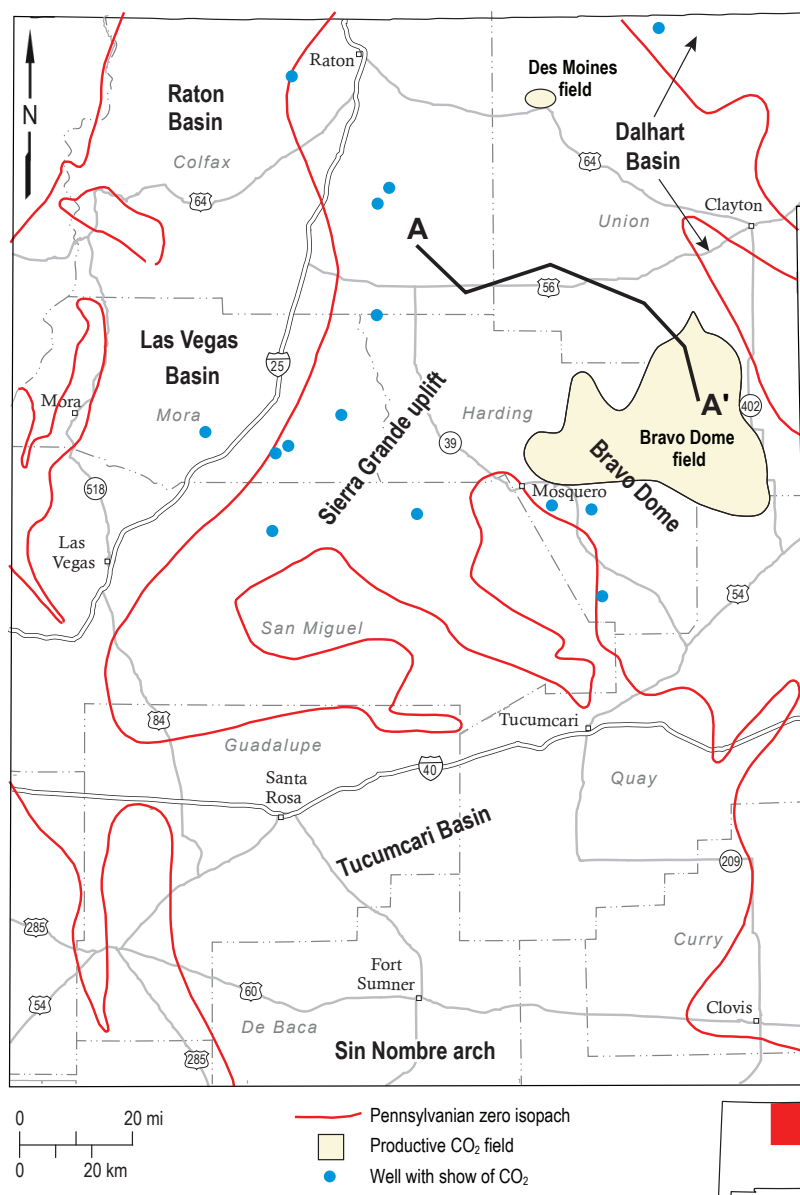 N
Raton
Raton
Basin
Colfax
64
Des Moines
field
64
Dalhart
Basin
Union
Clayton
A
56
Las Vegas
Basin
25
Mora
Mora
Sierra Grande uplift
Harding
39
A'
402
Bravo Dome
field
Bravo Dome
Mosquero
518
Las
Vegas
54
San Miguel
84
Guadalupe
Tucumcari
40
Santa
Rosa
Quay
Tucumcari Basin
209
285
Curry
Fort
Sumner
60
54
Clovis
De Baca
285
Sin Nombre arch
0 20 mi
0 20 km
Pennsylvanian zero isopach
Productive CO₂ field
Well with show of CO₂